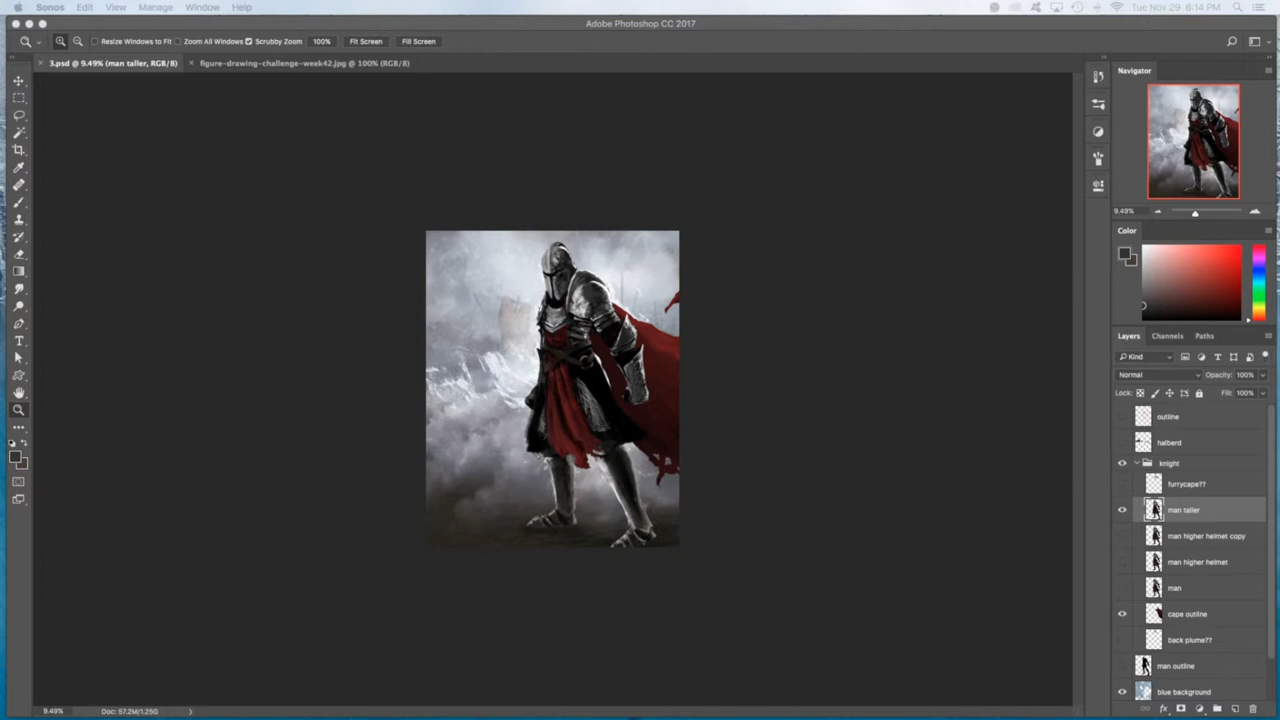 Sonos Edit View Manage Window Help
Tue Nov 29 6:14 PM
Adobe Photoshop CC 2017
Resize Windows to Fit Zoom All Windows Scrubby Zoom 100% Fit Screen Fill Screen
3.psd @ 9.49% (man taller, RGB/8) figure-drawing-challenge-week42.jpg @ 100% (RGB/8)
Navigator
9.49%
Color
Layers Channels Paths
Kind
Normal Opacity: 100%
Lock: Fill: 100%
outline
halberd
knight
furrycape??
man taller
man higher helmet copy
man higher helmet
man
cape outline
back plume??
man outline
blue background
fx
9.49% Doc: 57.2M/1.25G